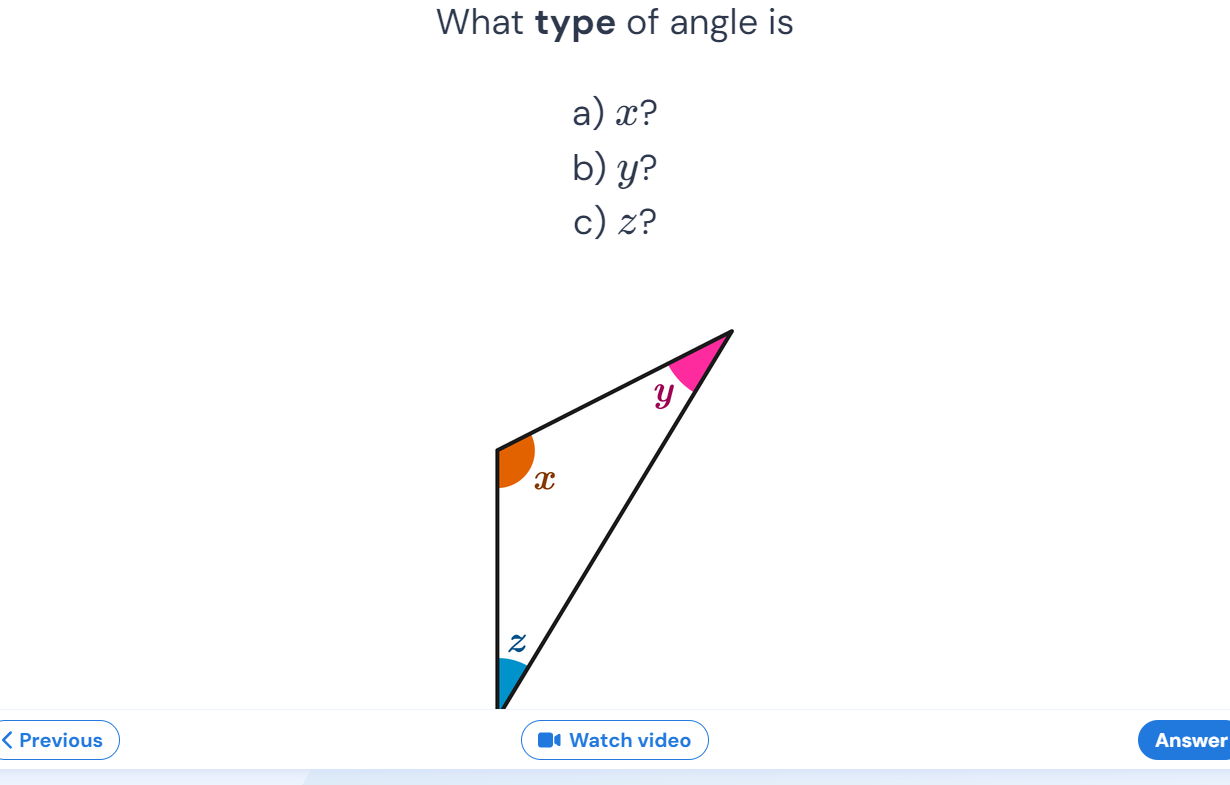 What type of angle is
a) x?
b) y?
c) z?
y
x
z
Previous
Watch video
Answer